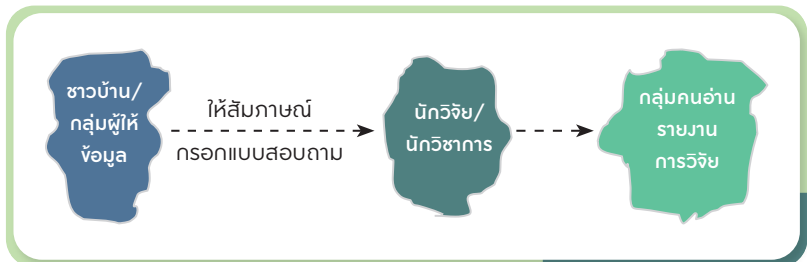 ชาวบ้าน/
กลุ่มผู้ให้
ข้อมูล
ให้สัมภาษณ์
กรอกแบบสอบถาม
นักวิจัย/
นักวิชาการ
กลุ่มคนอ่าน
รายงาน
การวิจัย